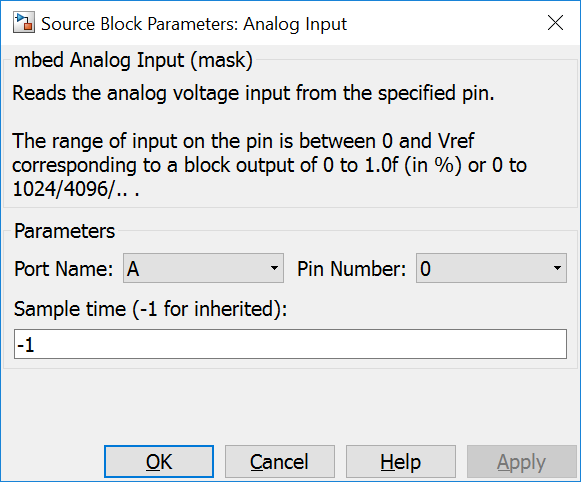 Source Block Parameters: Analog Input
mbed Analog Input (mask)
Reads the analog voltage input from the specified pin.
The range of input on the pin is between 0 and Vref
corresponding to a block output of 0 to 1.0f (in %) or 0 to
1024/4096/.. .
Parameters
Port Name: A Pin Number: 0
Sample time (-1 for inherited):
-1
OK Cancel Help Apply